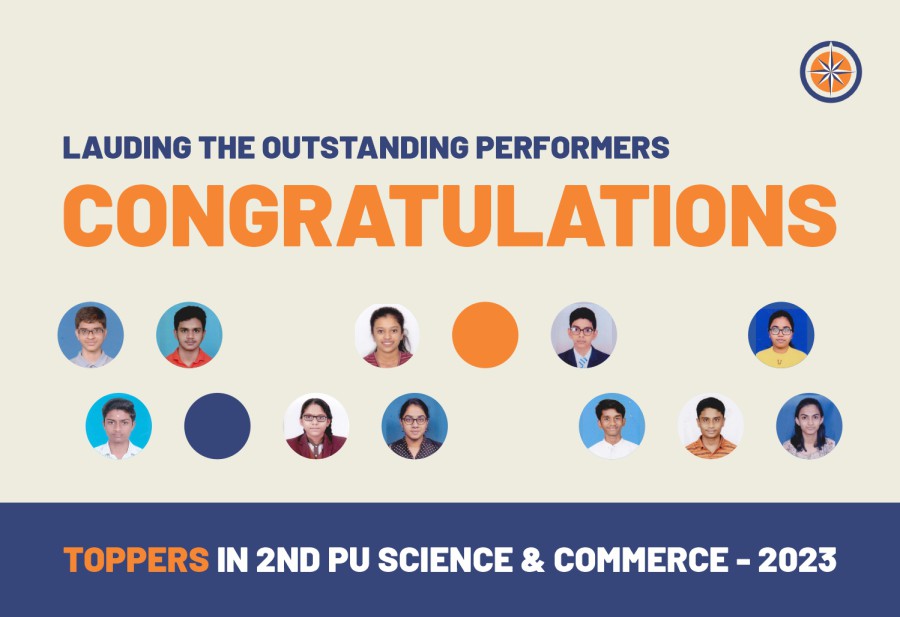 LAUDING THE OUTSTANDING PERFORMERS
CONGRATULATIONS
TOPPERS IN 2ND PU SCIENCE & COMMERCE - 2023